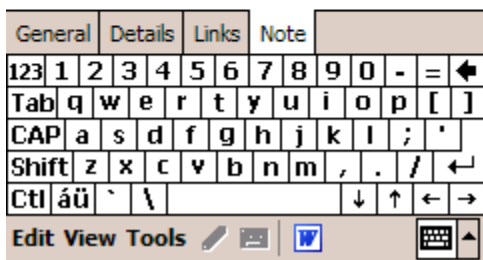 General Details Links Note
123 1 2 3 4 5 6 7 8 9 0 - = ←
Tab q w e r t y u i o p [ ]
CAP a s d f g h j k l ; '
Shift z x c v b n m , . / ↵
Ctl áü ` \ ↓ ↑ ← →
Edit View Tools W